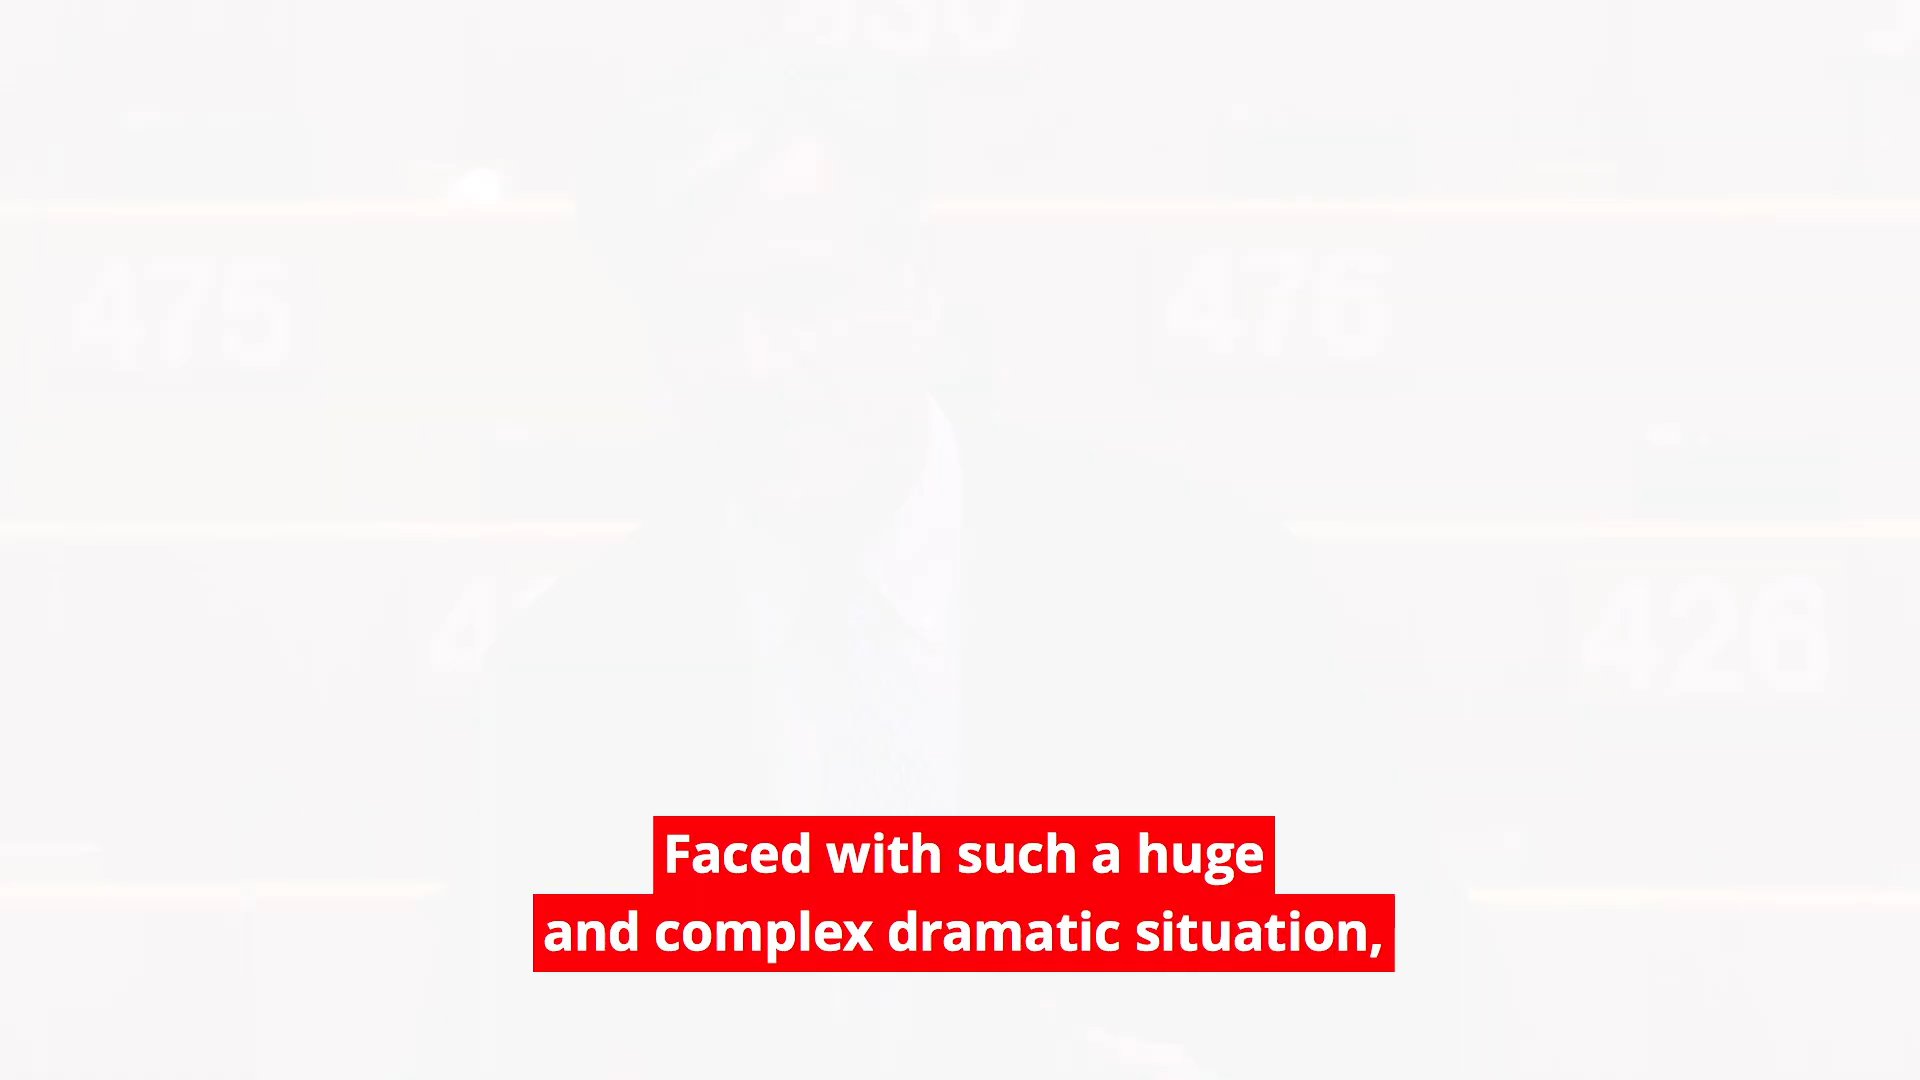 475
476
426
Faced with such a huge
and complex dramatic situation,